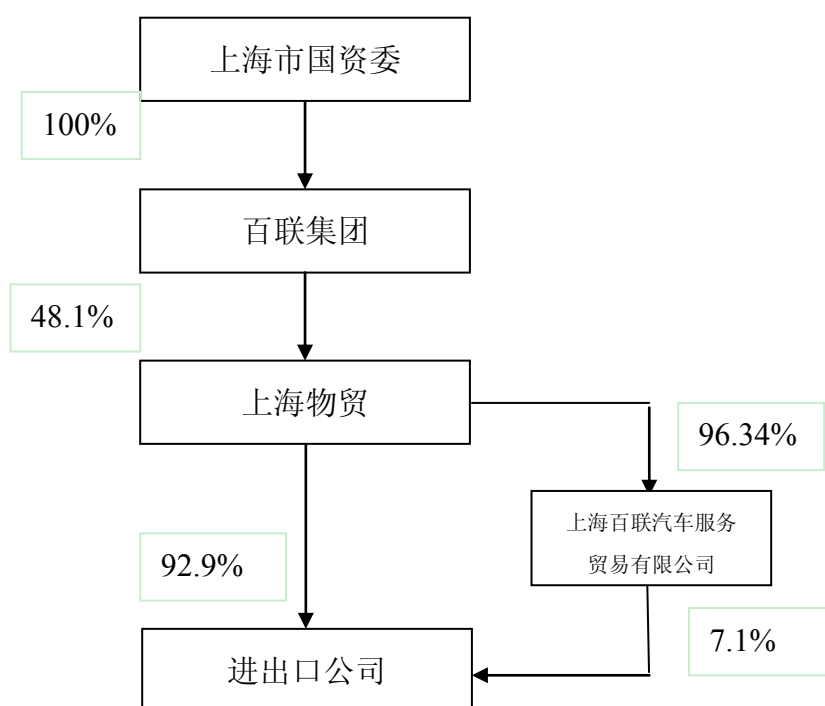 上海市国资委
100%
百联集团
48.1%
上海物贸
96.34%
上海百联汽车服务
贸易有限公司
92.9%
7.1%
进出口公司